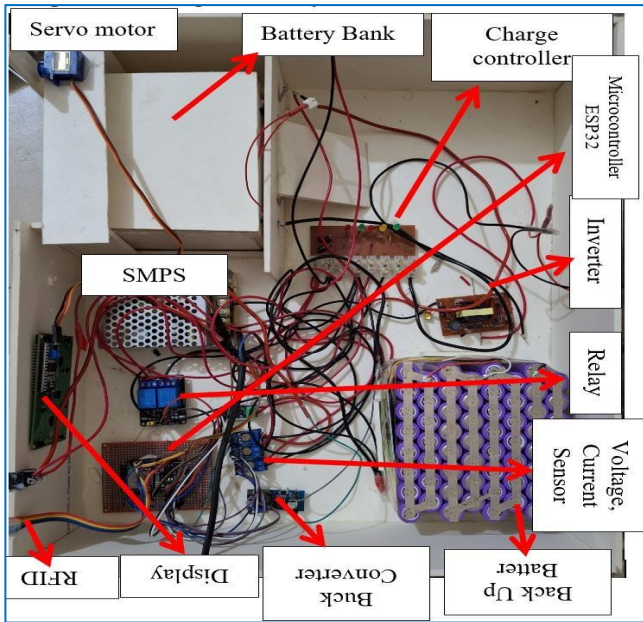 Servo motor
Battery Bank
Charge
controller
Microcontroller
ESP32
Inverter
SMPS
Relay
Voltage,
Current
Sensor
RFID
Display
Buck
Converter
Back Up
Batter